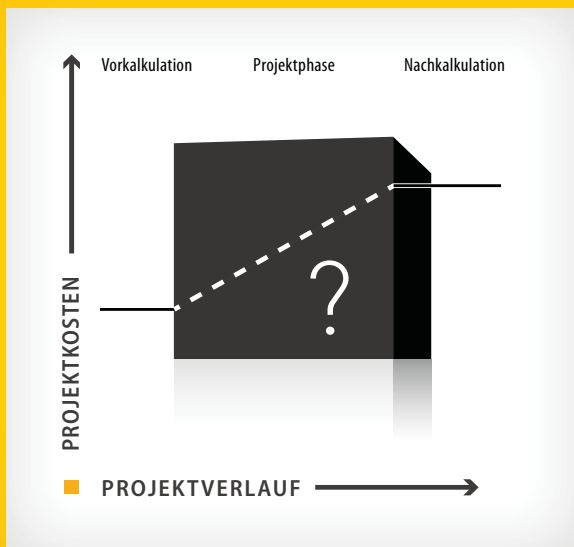 Vorkalkulation Projektphase Nachkalkulation
?
PROJEKTKOSTEN
PROJEKTVERLAUF